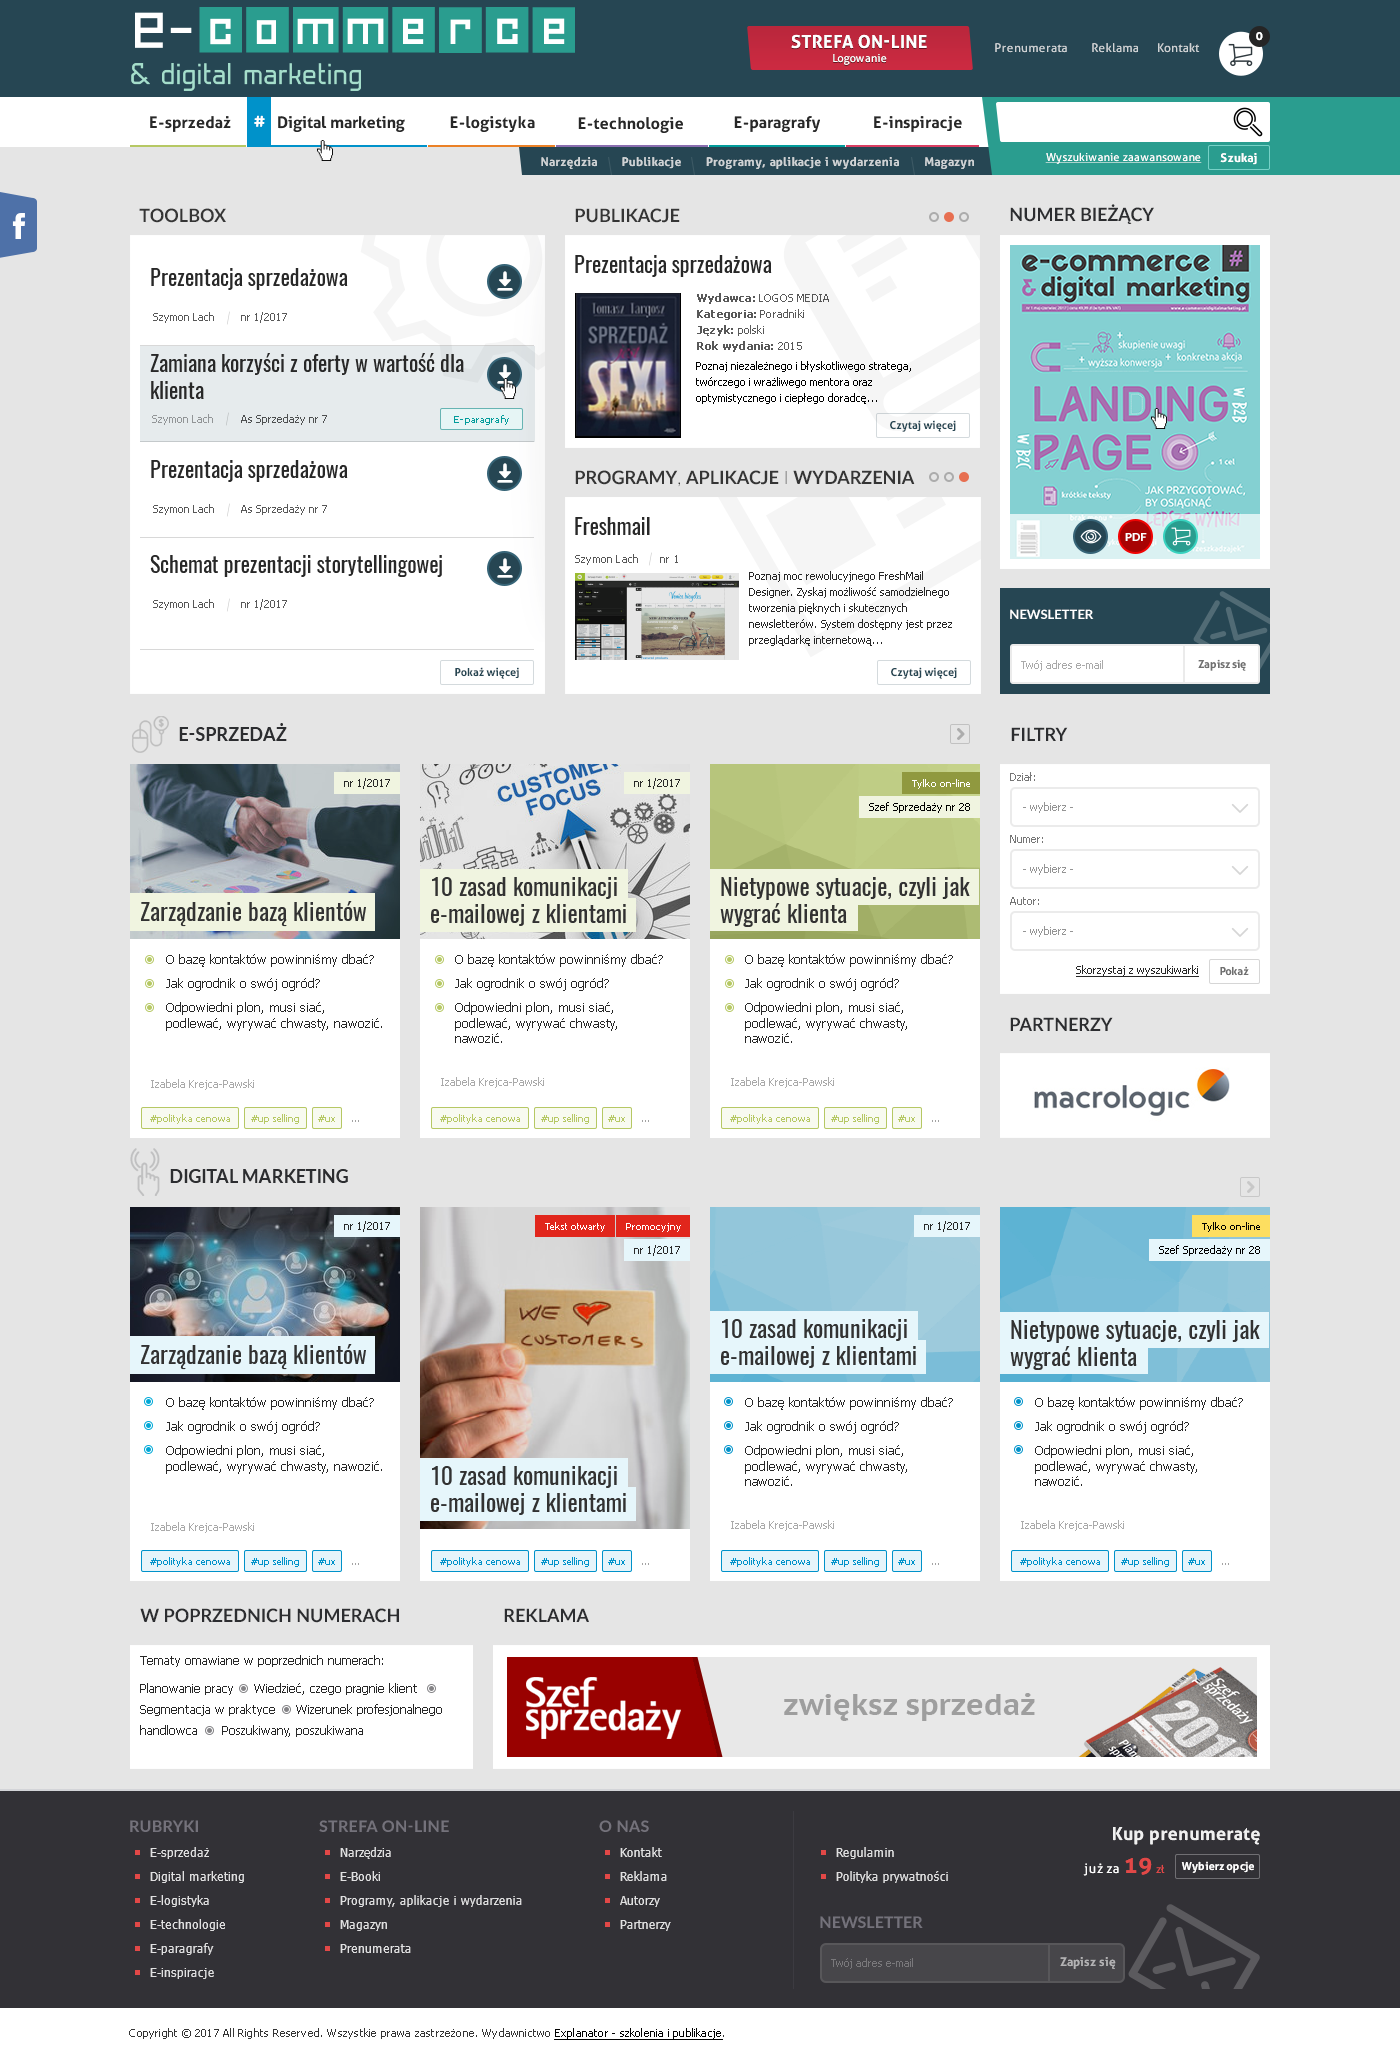 e-commerce
& digital marketing
STREFA ON-LINE
Logowanie
Prenumerata
Reklama
Kontakt
0
E-sprzedaż
# Digital marketing
E-logistyka
E-technologie
E-paragrafy
E-inspiracje
Narzędzia
Publikacje
Programy, aplikacje i wydarzenia
Magazyn
Wyszukiwanie zaawansowane
Szukaj
f
TOOLBOX
Prezentacja sprzedażowa
Szymon Lach / nr 1/2017
Zamiana korzyści z oferty w wartość dla
klienta
Szymon Lach / As Sprzedaży nr 7
E-paragrafy
Prezentacja sprzedażowa
Szymon Lach / As Sprzedaży nr 7
Schemat prezentacji storytellingowej
Szymon Lach / nr 1/2017
Pokaż więcej
PUBLIKACJE
Prezentacja sprzedażowa
Tomasz Targosz
SPRZEDAŻ
SEXI
Wydawca: LOGOS MEDIA
Kategoria: Poradniki
Język: polski
Rok wydania: 2015
Poznaj niezależnego i błyskotliwego stratega,
twórczego i wrażliwego mentora oraz
optymistycznego i ciepłego doradcę...
Czytaj więcej
PROGRAMY, APLIKACJE I WYDARZENIA
Freshmail
Szymon Lach / nr 1
Poznaj moc rewolucyjnego FreshMail
Designer. Zyskaj możliwość samodzielnego
tworzenia pięknych i skutecznych
newsletterów. System dostępny jest przez
przeglądarkę internetową...
Czytaj więcej
NUMER BIEŻĄCY
e-commerce #
& digital marketing
skupienie uwagi
+ wyższa konwersja
+ konkretna akcja
LANDING
PAGE
W B2B
W B2C
1 cel
krótkie teksty
JAK PRZYGOTOWAĆ,
BY OSIĄGNĄĆ
LEPSZE WYNIKI
PDF
NEWSLETTER
Twój adres e-mail
Zapisz się
E-SPRZEDAŻ
nr 1/2017
Zarządzanie bazą klientów
O bazę kontaktów powinniśmy dbać?
Jak ogrodnik o swój ogród?
Odpowiedni plon, musi siać,
podlewać, wyrywać chwasty, nawozić.
Izabela Krejca-Pawski
#polityka cenowa #up selling #ux ...
CUSTOMER
FOCUS
nr 1/2017
10 zasad komunikacji
e-mailowej z klientami
O bazę kontaktów powinniśmy dbać?
Jak ogrodnik o swój ogród?
Odpowiedni plon, musi siać,
podlewać, wyrywać chwasty,
nawozić.
Izabela Krejca-Pawski
#polityka cenowa #up selling #ux ...
Tylko on-line
Szef Sprzedaży nr 28
Nietypowe sytuacje, czyli jak
wygrać klienta
O bazę kontaktów powinniśmy dbać?
Jak ogrodnik o swój ogród?
Odpowiedni plon, musi siać,
podlewać, wyrywać chwasty,
nawozić.
Izabela Krejca-Pawski
#polityka cenowa #up selling #ux ...
FILTRY
Dział:
- wybierz -
Numer:
- wybierz -
Autor:
- wybierz -
Skorzystaj z wyszukiwarki
Pokaż
PARTNERZY
macrologic
DIGITAL MARKETING
nr 1/2017
Zarządzanie bazą klientów
O bazę kontaktów powinniśmy dbać?
Jak ogrodnik o swój ogród?
Odpowiedni plon, musi siać,
podlewać, wyrywać chwasty, nawozić.
Izabela Krejca-Pawski
#polityka cenowa #up selling #ux ...
Tekst otwarty
Promocyjny
nr 1/2017
WE
CUSTOMERS
10 zasad komunikacji
e-mailowej z klientami
#polityka cenowa #up selling #ux ...
nr 1/2017
10 zasad komunikacji
e-mailowej z klientami
O bazę kontaktów powinniśmy dbać?
Jak ogrodnik o swój ogród?
Odpowiedni plon, musi siać,
podlewać, wyrywać chwasty,
nawozić.
Izabela Krejca-Pawski
#polityka cenowa #up selling #ux ...
Tylko on-line
Szef Sprzedaży nr 28
Nietypowe sytuacje, czyli jak
wygrać klienta
O bazę kontaktów powinniśmy dbać?
Jak ogrodnik o swój ogród?
Odpowiedni plon, musi siać,
podlewać, wyrywać chwasty,
nawozić.
Izabela Krejca-Pawski
#polityka cenowa #up selling #ux ...
W POPRZEDNICH NUMERACH
Tematy omawiane w poprzednich numerach:
Planowanie pracy Wiedzieć, czego pragnie klient
Segmentacja w praktyce Wizerunek profesjonalnego
handlowca Poszukiwany, poszukiwana
REKLAMA
Szef
sprzedaży
zwiększ sprzedaż
Szef
Sprzedaży
RUBRYKI
E-sprzedaż
Digital marketing
E-logistyka
E-technologie
E-paragrafy
E-inspiracje
STREFA ON-LINE
Narzędzia
E-Booki
Programy, aplikacje i wydarzenia
Magazyn
Prenumerata
O NAS
Kontakt
Reklama
Autorzy
Partnerzy
Regulamin
Polityka prywatności
Kup prenumeratę
już za 19 zł
Wybierz opcje
NEWSLETTER
Twój adres e-mail
Zapisz się
Copyright © 2017 All Rights Reserved. Wszystkie prawa zastrzeżone. Wydawnictwo Explanator - szkolenia i publikacje.